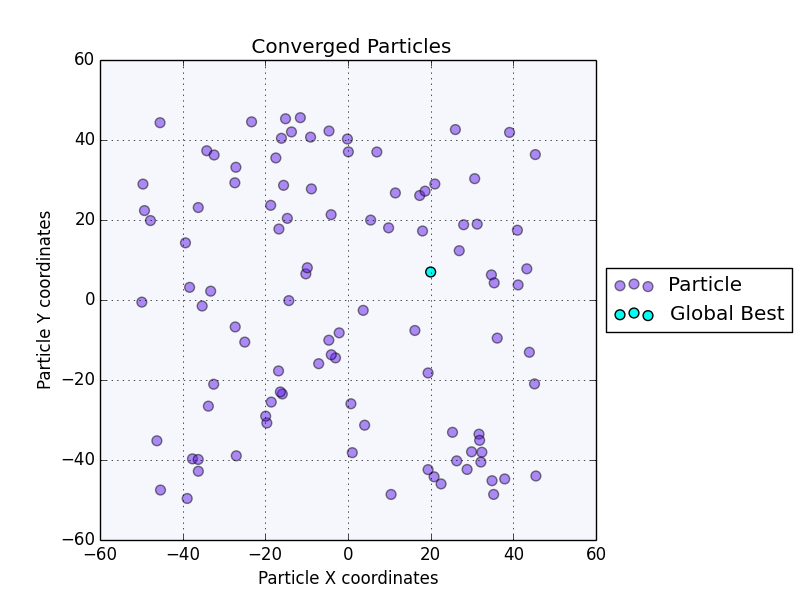 Converged Particles
60
40
20
0
−20
−40
−60
−60 −40 −20 0 20 40 60
Particle Y coordinates
Particle X coordinates
Particle
Global Best